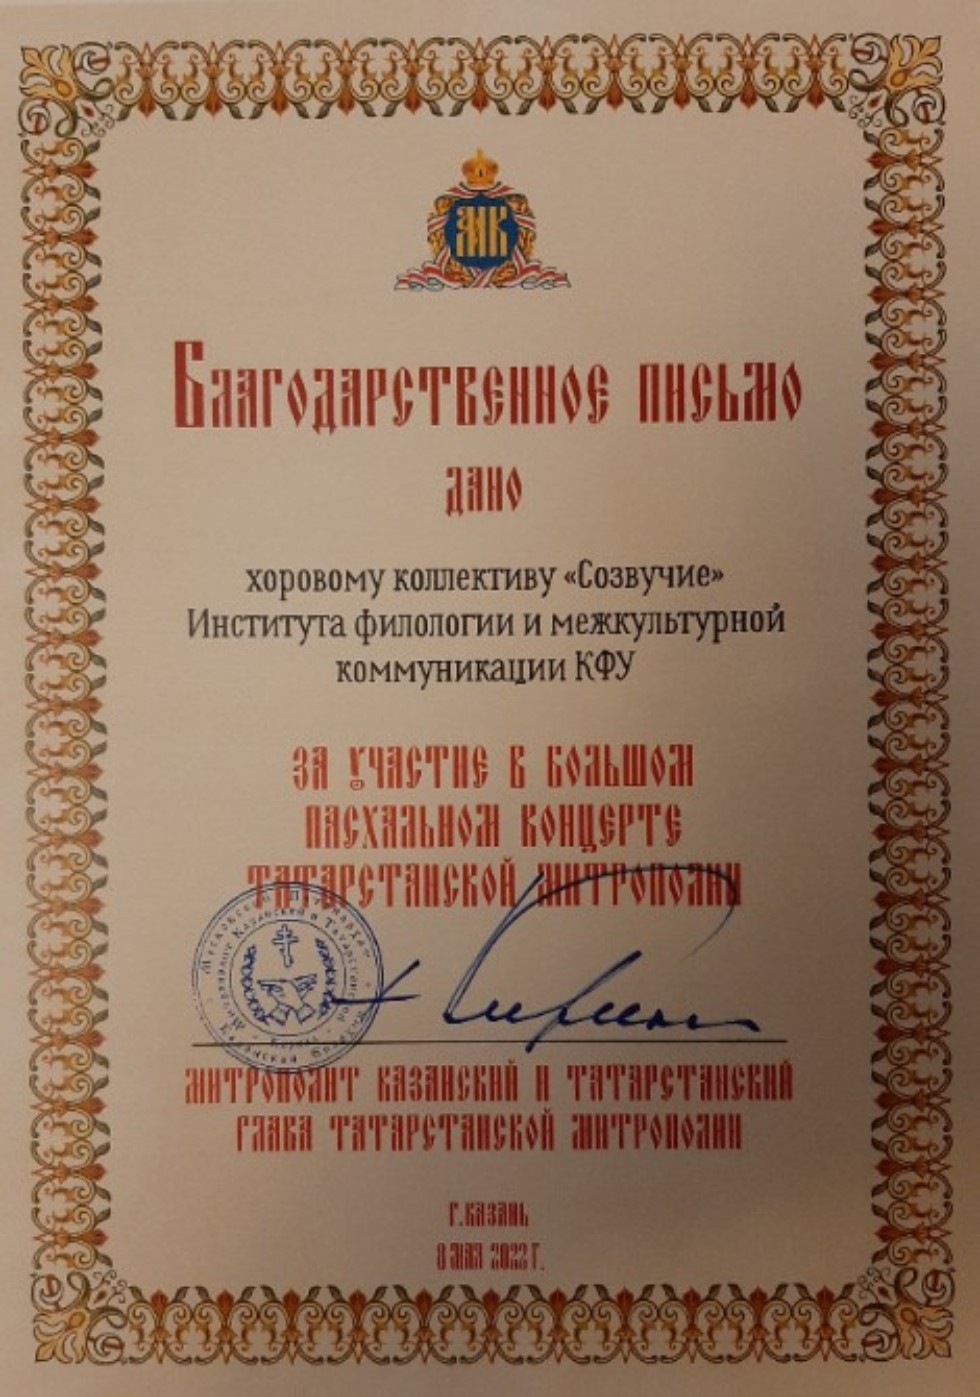 МК
Благодарственное письмо
дано
хоровому коллективу «Созвучие»
Института филологии и межкультурной
коммуникации КФУ
за участие в большом
пасхальном концерте
татарстанской митрополии
митрополит казанский и татарстанский
глава татарстанской митрополии
г.казань
8 мая 2022 г.